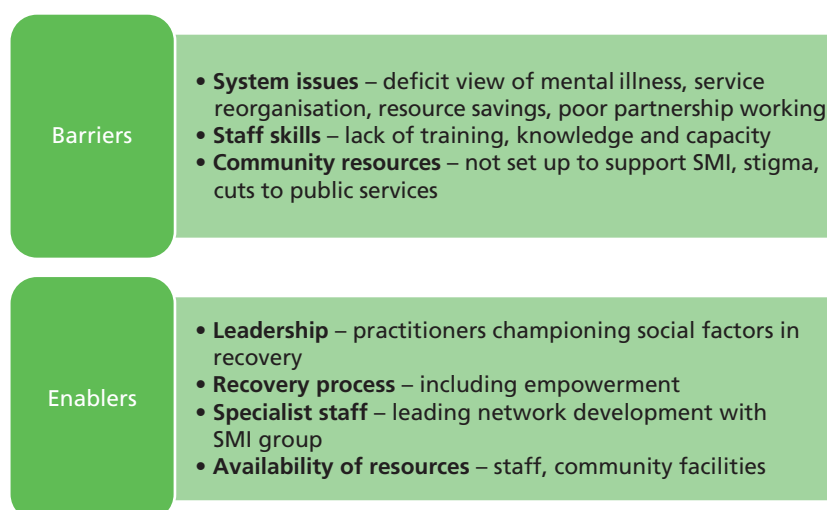 Barriers
• System issues – deficit view of mental illness, service
reorganisation, resource savings, poor partnership working
• Staff skills – lack of training, knowledge and capacity
• Community resources – not set up to support SMI, stigma,
cuts to public services
Enablers
• Leadership – practitioners championing social factors in
recovery
• Recovery process – including empowerment
• Specialist staff – leading network development with
SMI group
• Availability of resources – staff, community facilities